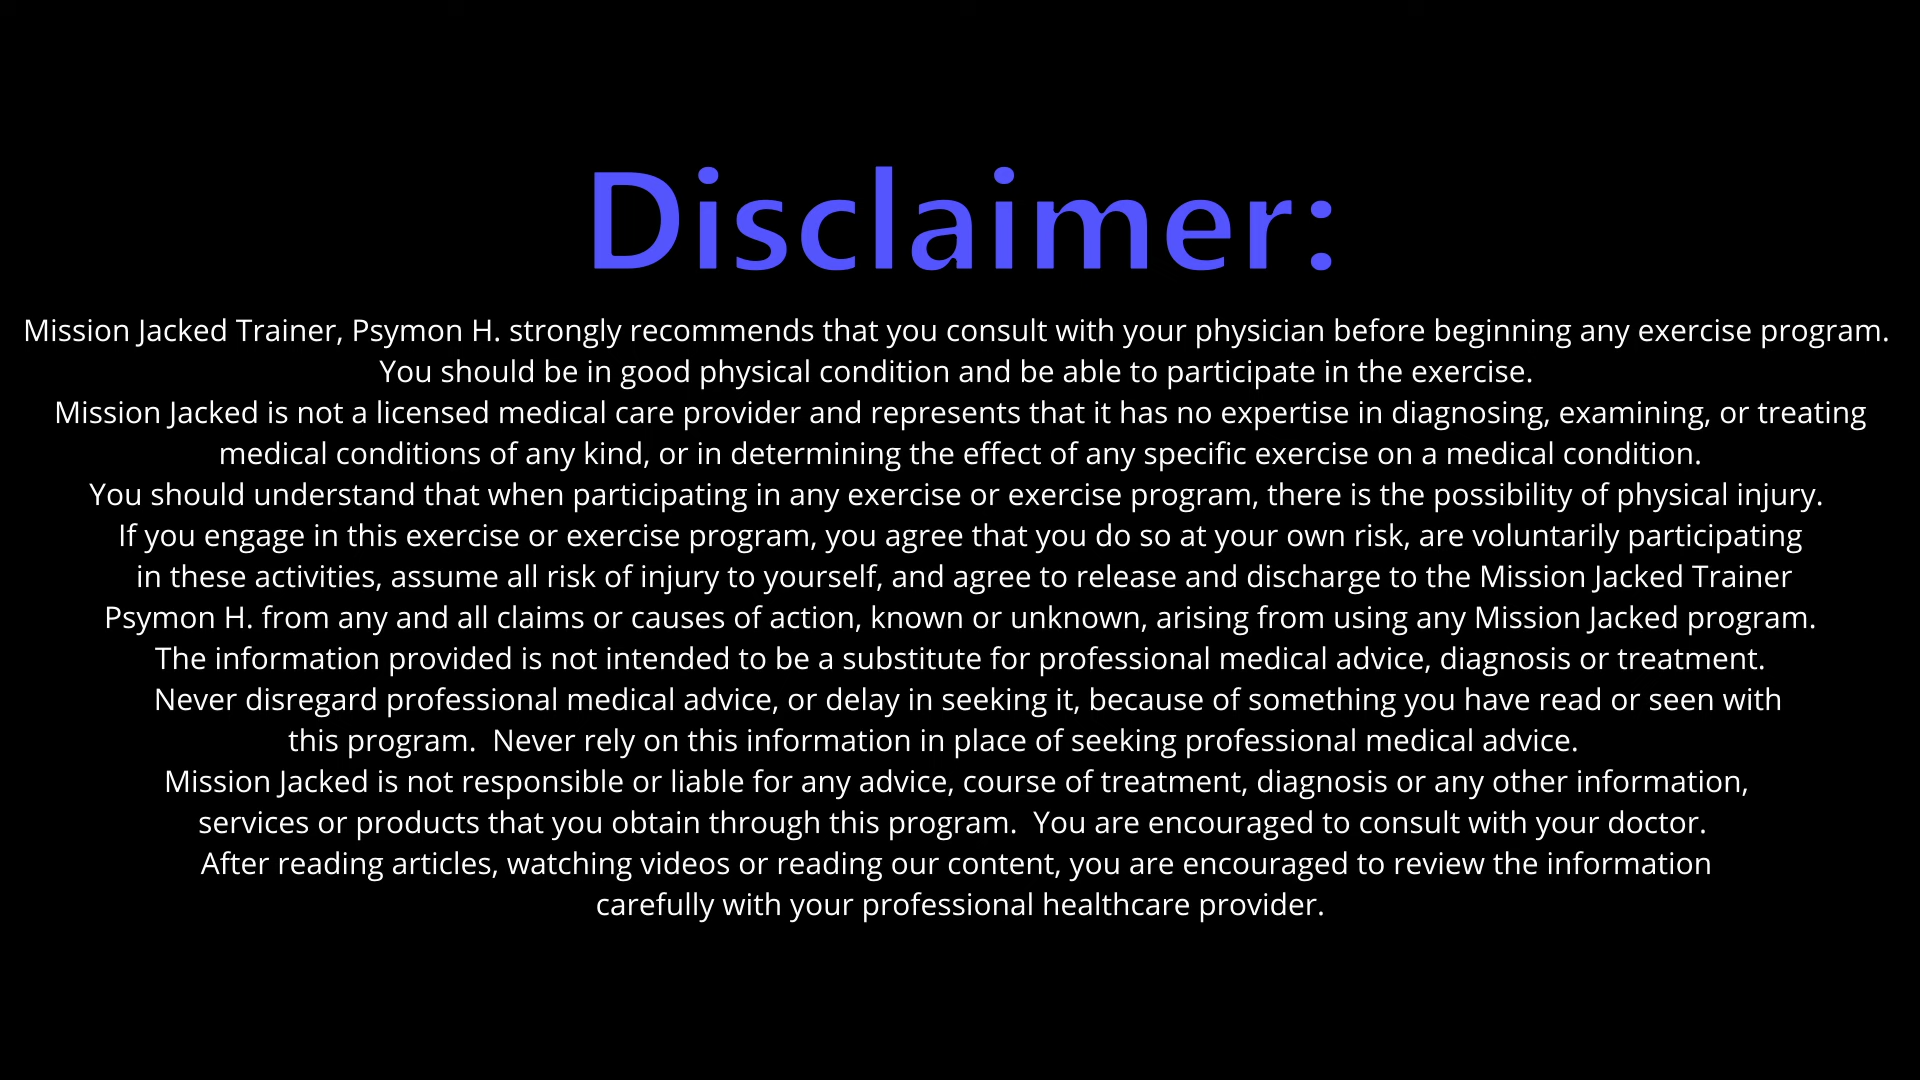 Disclaimer:
Mission Jacked Trainer, Psymon H. strongly recommends that you consult with your physician before beginning any exercise program.
You should be in good physical condition and be able to participate in the exercise.
Mission Jacked is not a licensed medical care provider and represents that it has no expertise in diagnosing, examining, or treating
medical conditions of any kind, or in determining the effect of any specific exercise on a medical condition.
You should understand that when participating in any exercise or exercise program, there is the possibility of physical injury.
If you engage in this exercise or exercise program, you agree that you do so at your own risk, are voluntarily participating
in these activities, assume all risk of injury to yourself, and agree to release and discharge to the Mission Jacked Trainer
Psymon H. from any and all claims or causes of action, known or unknown, arising from using any Mission Jacked program.
The information provided is not intended to be a substitute for professional medical advice, diagnosis or treatment.
Never disregard professional medical advice, or delay in seeking it, because of something you have read or seen with
this program.  Never rely on this information in place of seeking professional medical advice.
Mission Jacked is not responsible or liable for any advice, course of treatment, diagnosis or any other information,
services or products that you obtain through this program.  You are encouraged to consult with your doctor.
After reading articles, watching videos or reading our content, you are encouraged to review the information
carefully with your professional healthcare provider.